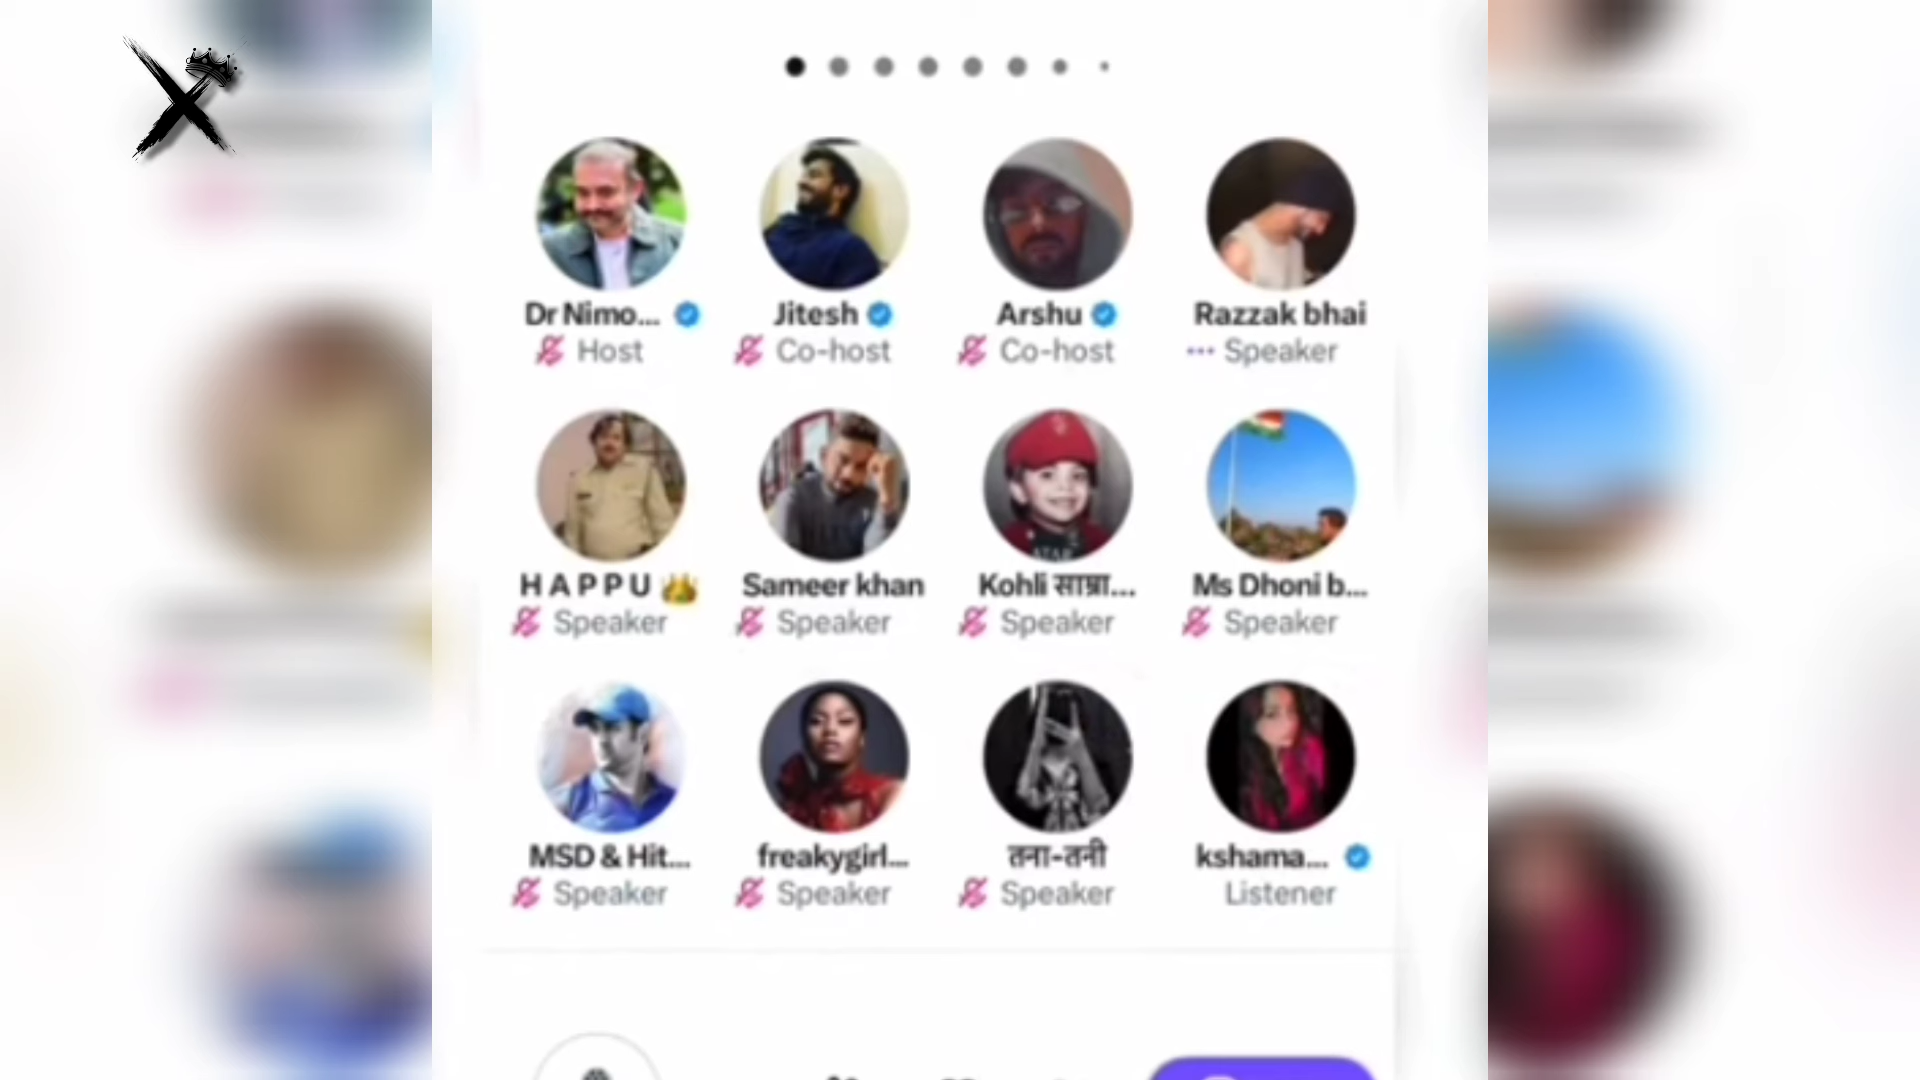 Dr Nimo... Jitesh Arshu Razzak bhai
Host Co-host Co-host Speaker
H A P P U Sameer khan Kohli साम्रा... Ms Dhoni b...
Speaker Speaker Speaker Speaker
MSD & Hit... freakygirl... तना-तनी kshama...
Speaker Speaker Speaker Listener